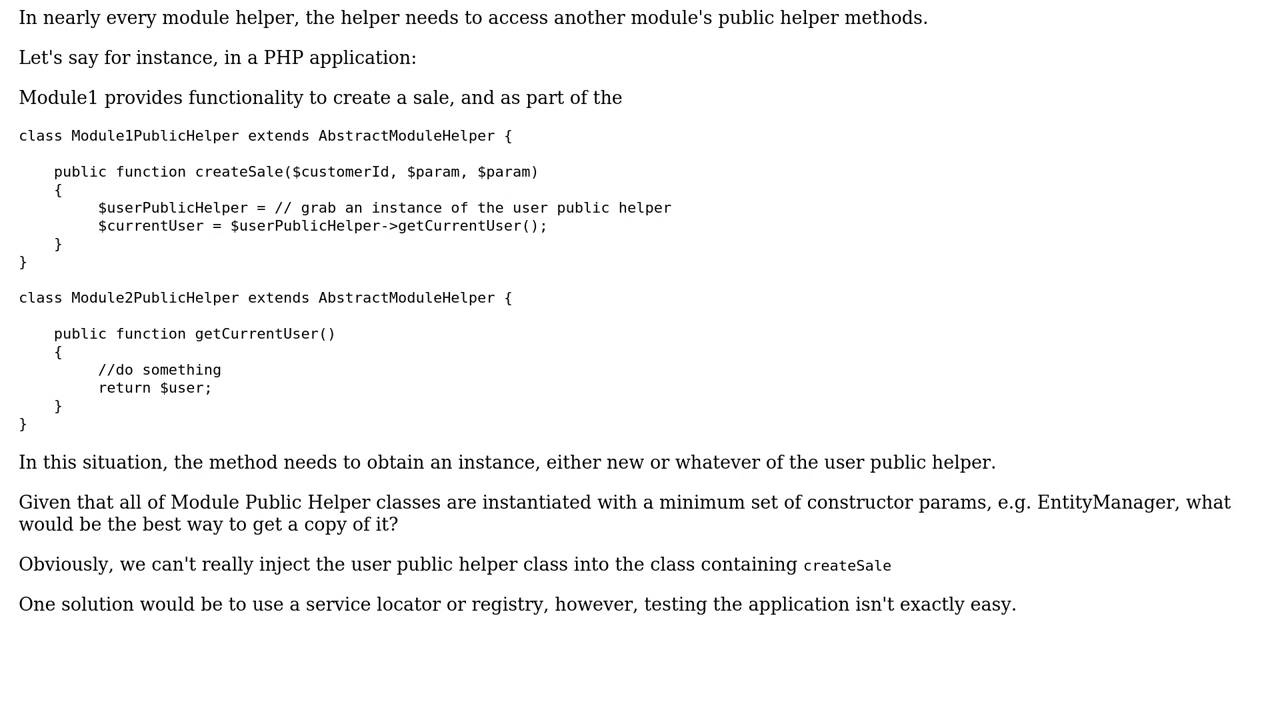 In nearly every module helper, the helper needs to access another module's public helper methods.
Let's say for instance, in a PHP application:
Module1 provides functionality to create a sale, and as part of the
class Module1PublicHelper extends AbstractModuleHelper {
    public function createSale($customerId, $param, $param)
    {
         $userPublicHelper = // grab an instance of the user public helper
         $currentUser = $userPublicHelper->getCurrentUser();
    }
}
class Module2PublicHelper extends AbstractModuleHelper {
    public function getCurrentUser()
    {
         //do something
         return $user;
    }
}
In this situation, the method needs to obtain an instance, either new or whatever of the user public helper.
Given that all of Module Public Helper classes are instantiated with a minimum set of constructor params, e.g. EntityManager, what
would be the best way to get a copy of it?
Obviously, we can't really inject the user public helper class into the class containing createSale
One solution would be to use a service locator or registry, however, testing the application isn't exactly easy.